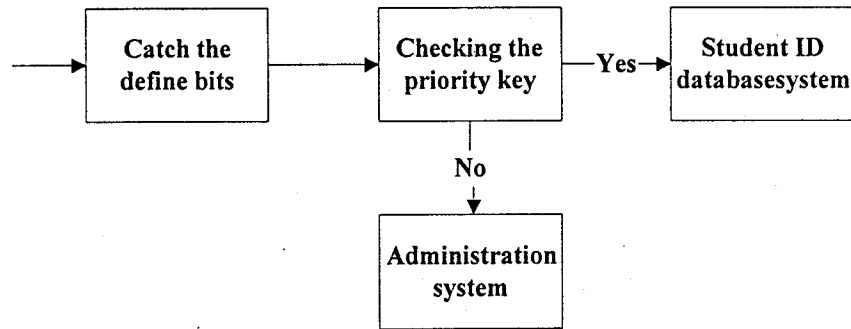 Catch the
define bits
Checking the
priority key
Yes
Student ID
databasesystem
No
Administration
system